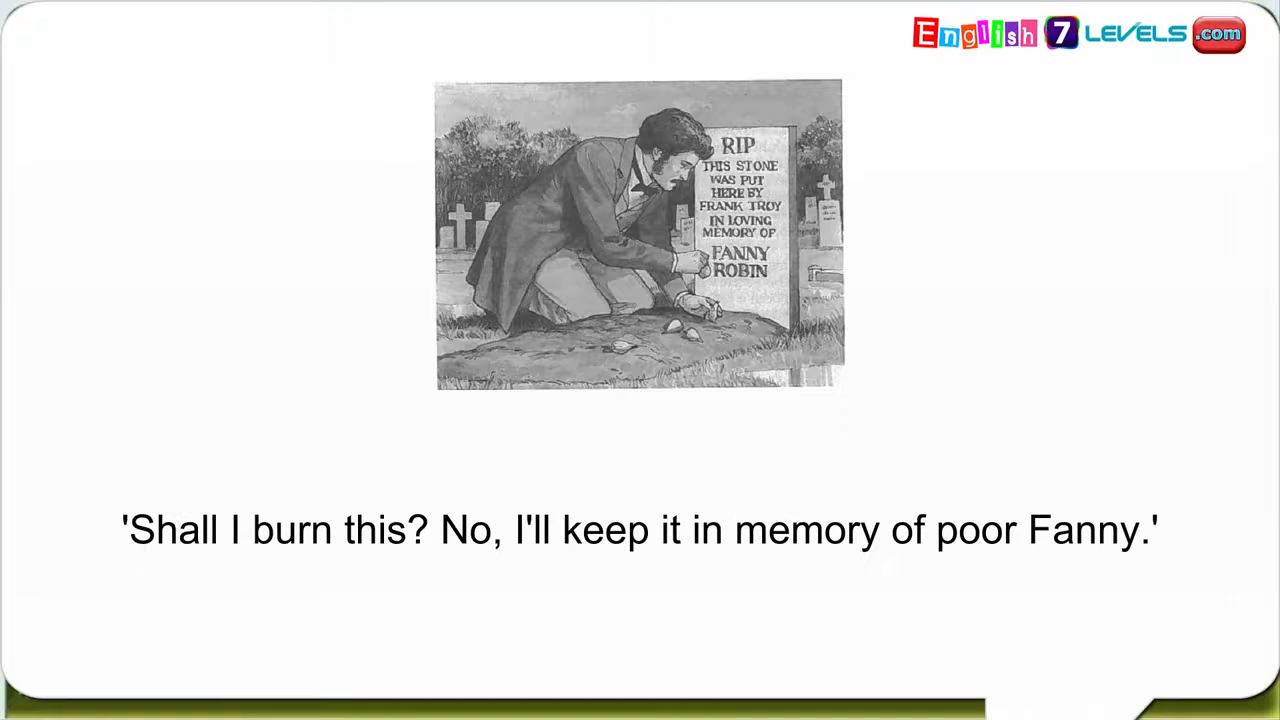 English 7 LEVELS .com
RIP
THIS STONE
WAS PUT
HERE BY
FRANK TROY
IN LOVING
MEMORY OF
FANNY
ROBIN
'Shall I burn this? No, I'll keep it in memory of poor Fanny.'